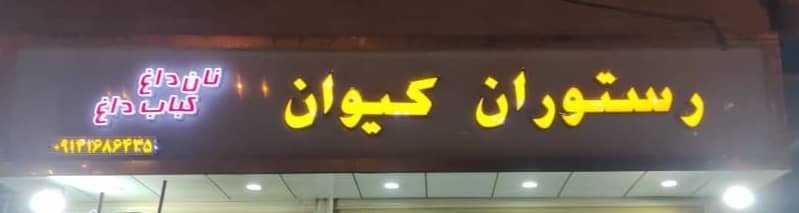 رستوران کیوان
نان داغ
کباب داغ
۰۹۱۴۱۶۸۶۴۳۵